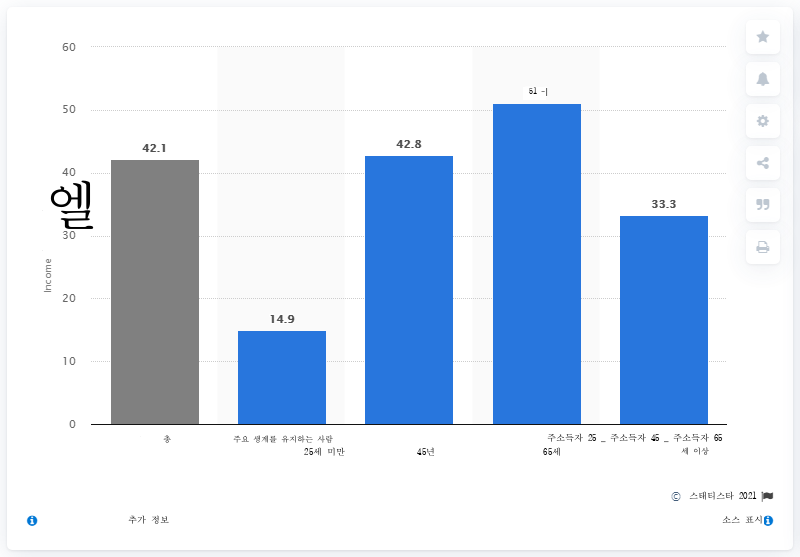 60
50
40
30
20
10
0
엘
Income
42.1
14.9
42.8
51 -|
33.3
총
주요 생계를 유지하는 사람
25세 미만
45년
주소득자 25 _ 주소득자 45 _ 주소득자 65
65세
세 이상
© 스태티스타 2021
추가 정보
소스 표시